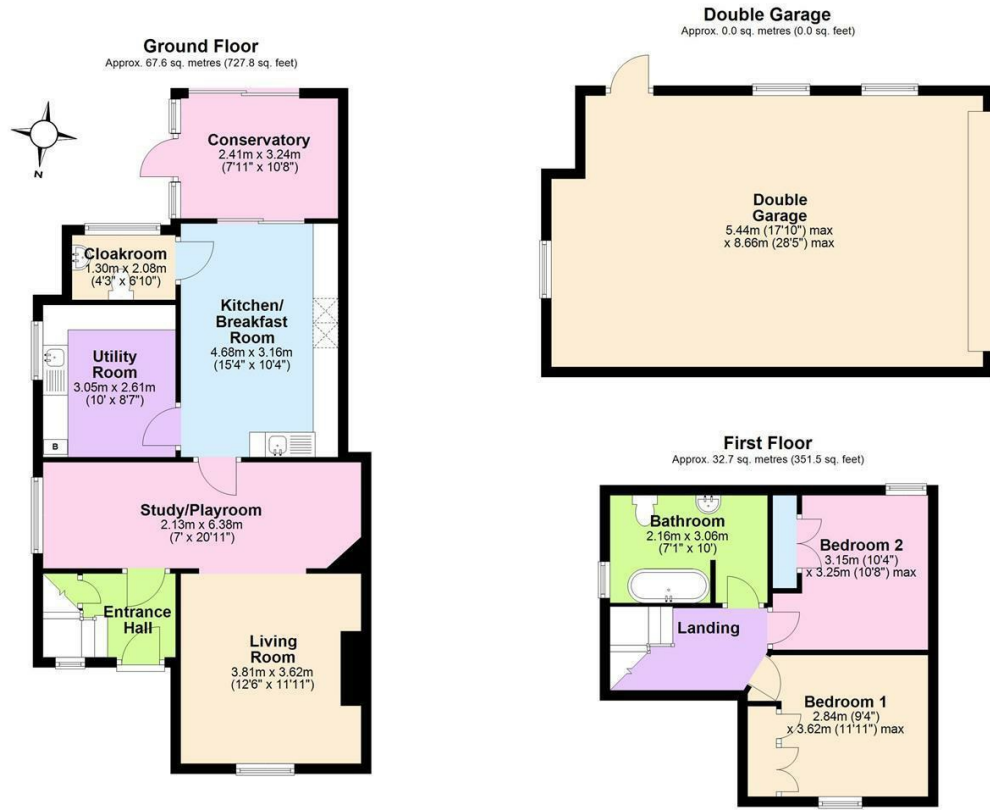 Ground Floor
Approx. 67.6 sq. metres (727.8 sq. feet)
N
Conservatory
2.41m x 3.24m
(7'11" x 10'8")
Cloakroom
1.30m x 2.08m
(4'3" x 6'10")
Kitchen/
Breakfast
Room
4.68m x 3.16m
(15'4" x 10'4")
Utility
Room
3.05m x 2.61m
(10' x 8'7")
B
Study/Playroom
2.13m x 6.38m
(7' x 20'11")
Entrance
Hall
Living
Room
3.81m x 3.62m
(12'6" x 11'11")
Double Garage
Approx. 0.0 sq. metres (0.0 sq. feet)
Double
Garage
5.44m (17'10") max
x 8.66m (28'5") max
First Floor
Approx. 32.7 sq. metres (351.5 sq. feet)
Bathroom
2.16m x 3.06m
(7'1" x 10')
Bedroom 2
3.15m (10'4")
x 3.25m (10'8") max
Landing
Bedroom 1
2.84m (9'4")
x 3.62m (11'11") max